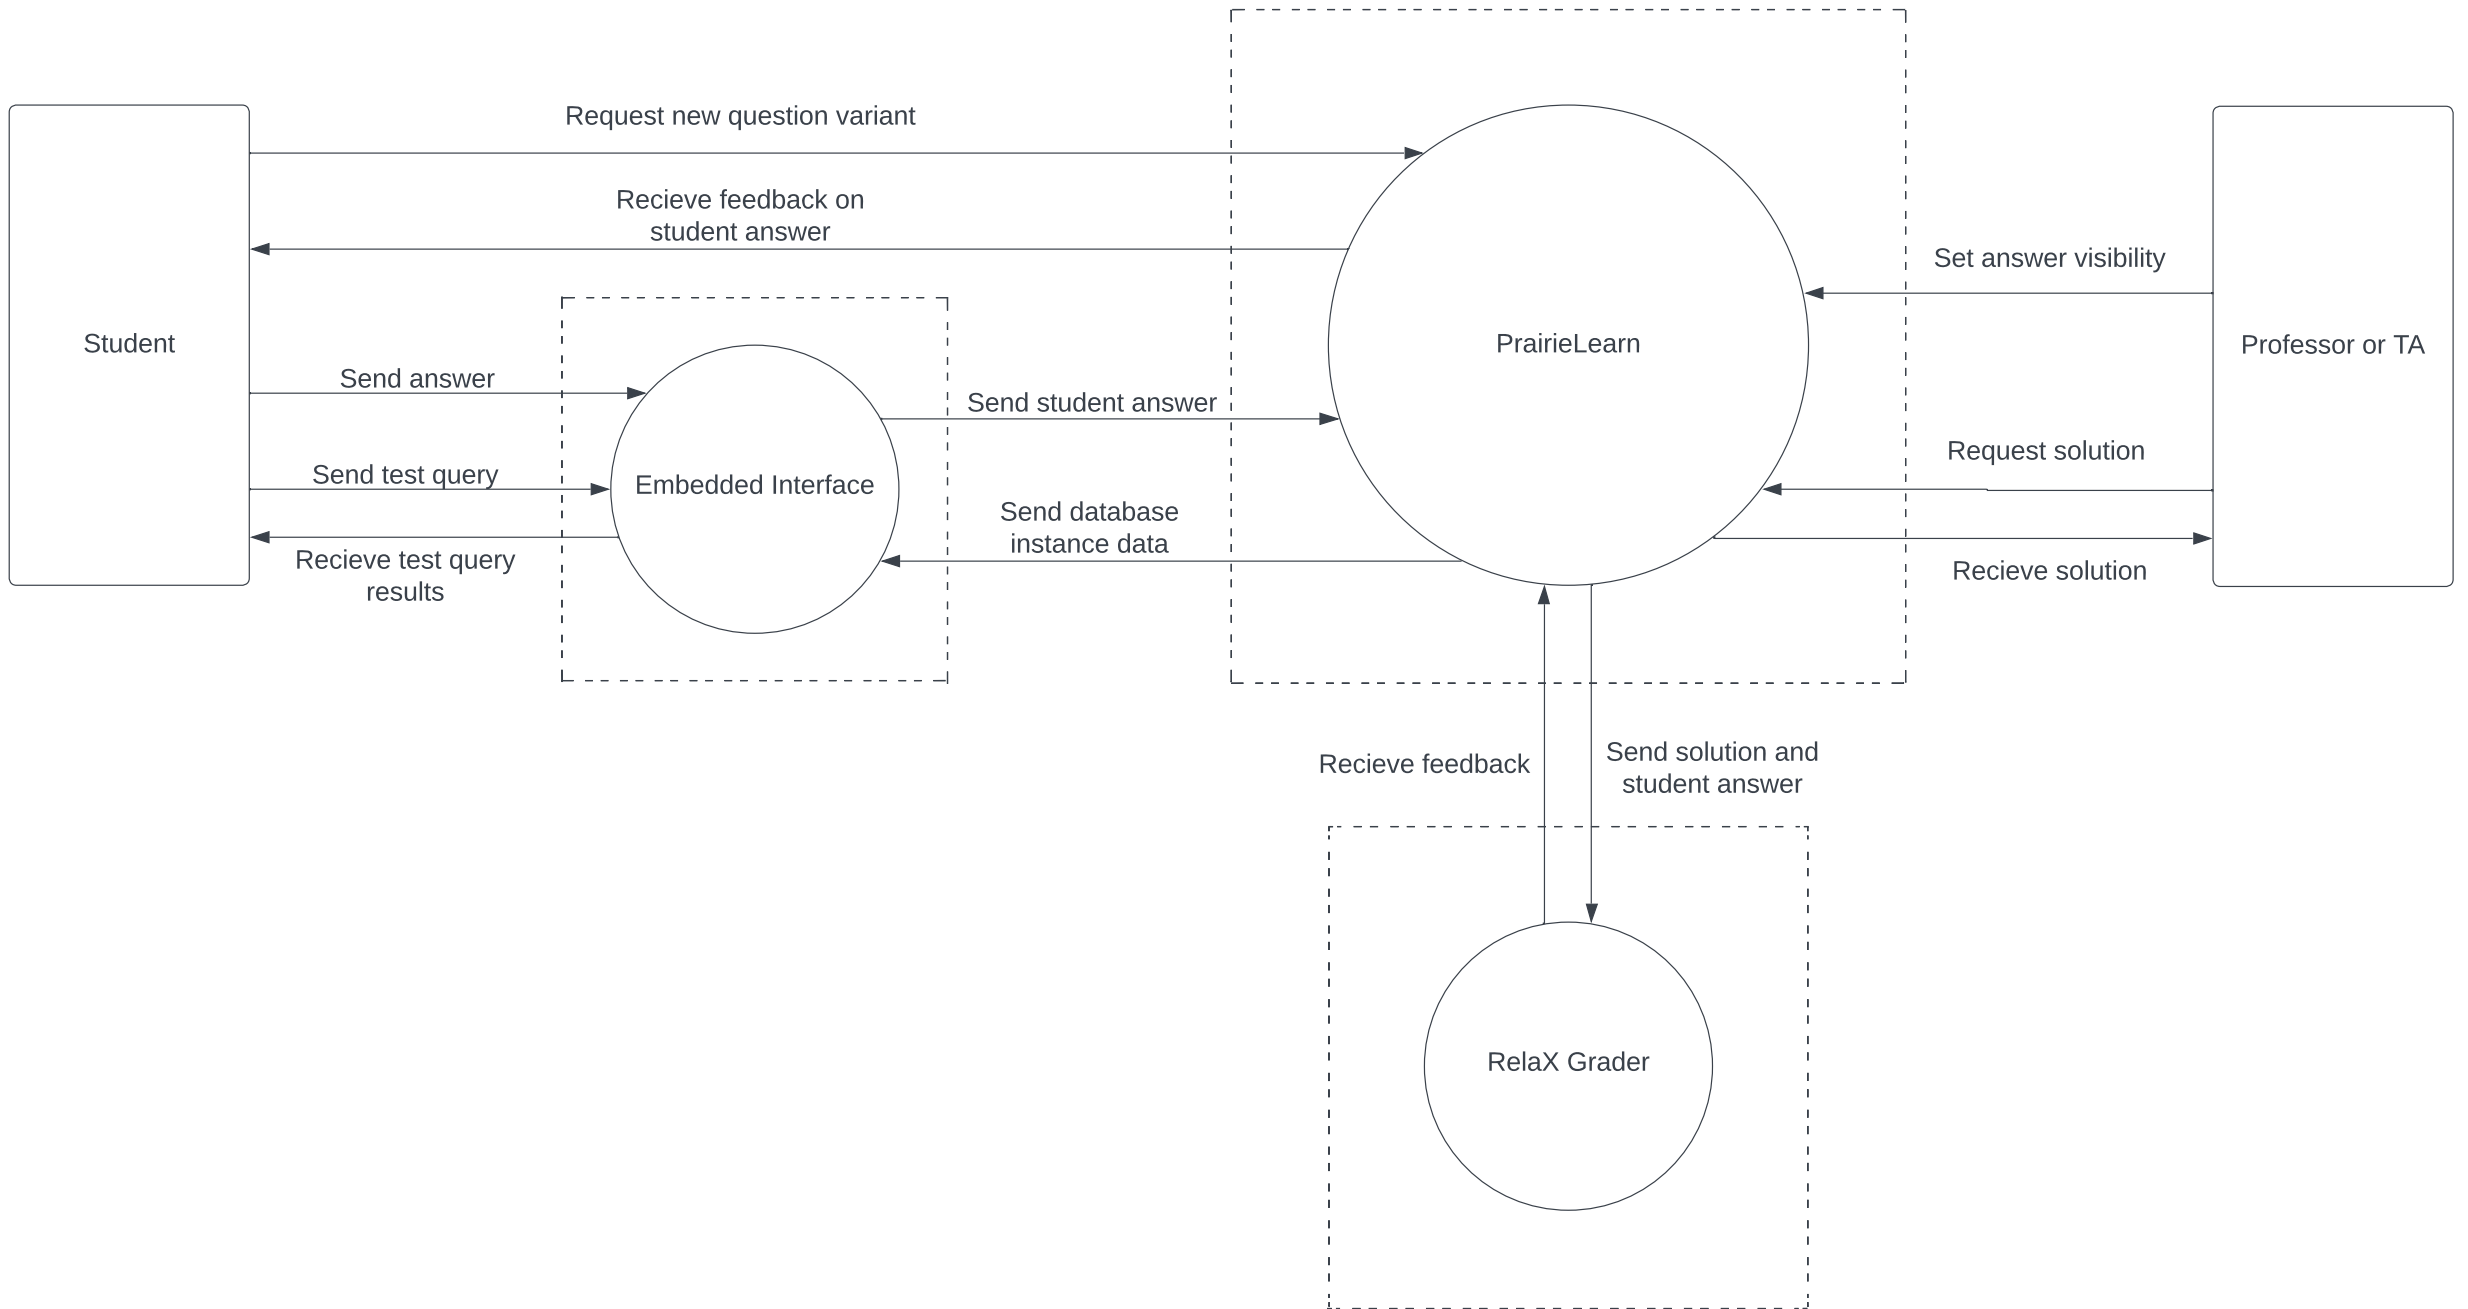 Request new question variant
Recieve feedback on
student answer
Set answer visibility
Student
PrairieLearn
Professor or TA
Send answer
Send student answer
Send test query
Embedded Interface
Request solution
Send database
instance data
Recieve test query
results
Recieve solution
Recieve feedback
Send solution and
student answer
RelaX Grader